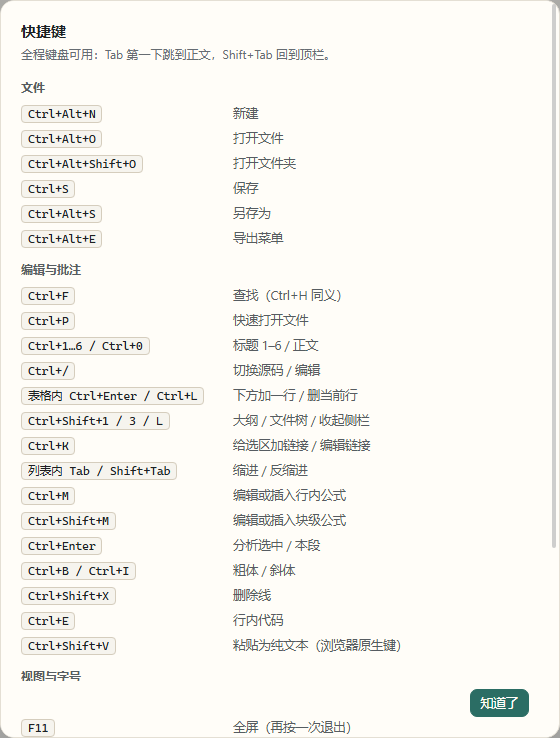 快捷键
全程键盘可用：Tab 第一下跳到正文，Shift+Tab 回到顶栏。
文件
Ctrl+Alt+N 新建
Ctrl+Alt+O 打开文件
Ctrl+Alt+Shift+O 打开文件夹
Ctrl+S 保存
Ctrl+Alt+S 另存为
Ctrl+Alt+E 导出菜单
编辑与批注
Ctrl+F 查找（Ctrl+H 同义）
Ctrl+P 快速打开文件
Ctrl+1…6 / Ctrl+0 标题 1–6 / 正文
Ctrl+/ 切换源码 / 编辑
表格内 Ctrl+Enter / Ctrl+L 下方加一行 / 删当前行
Ctrl+Shift+1 / 3 / L 大纲 / 文件树 / 收起侧栏
Ctrl+K 给选区加链接 / 编辑链接
列表内 Tab / Shift+Tab 缩进 / 反缩进
Ctrl+M 编辑或插入行内公式
Ctrl+Shift+M 编辑或插入块级公式
Ctrl+Enter 分析选中 / 本段
Ctrl+B / Ctrl+I 粗体 / 斜体
Ctrl+Shift+X 删除线
Ctrl+E 行内代码
Ctrl+Shift+V 粘贴为纯文本（浏览器原生键）
视图与字号
知道了
F11 全屏（再按一次退出）